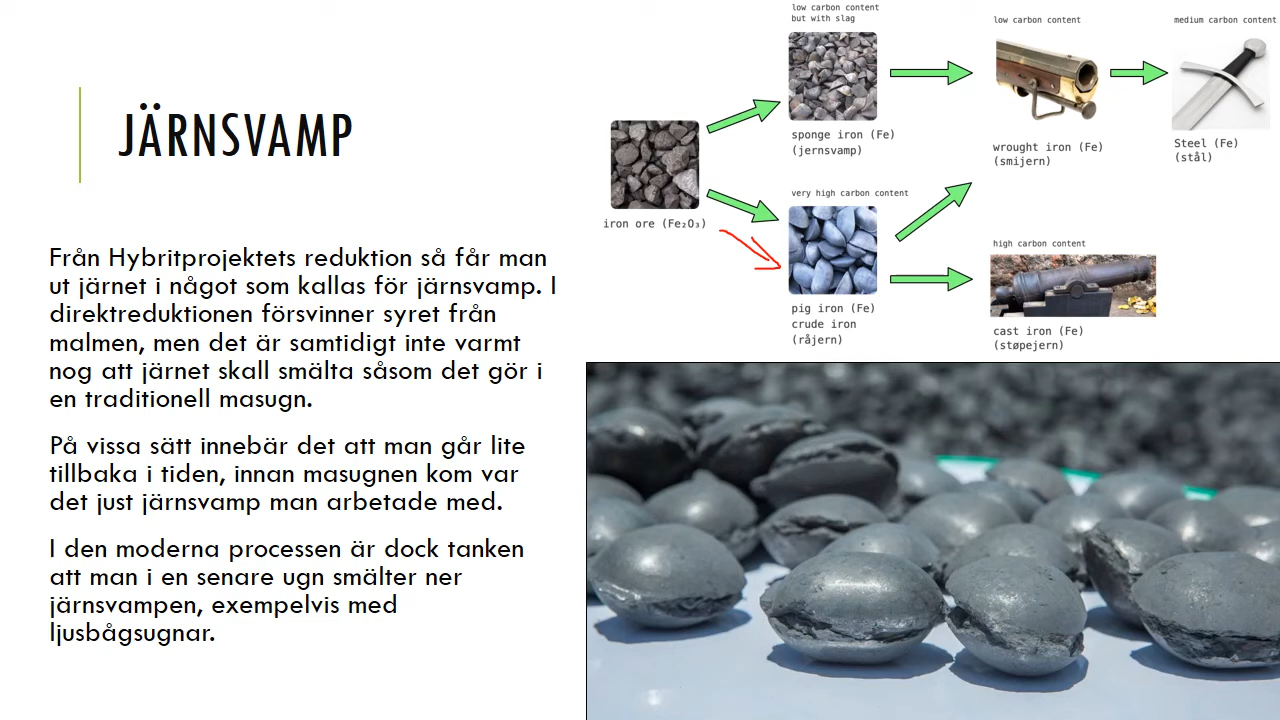 JÄRNSVAMP
Från Hybritprojektets reduktion så får man
ut järnet i något som kallas för järnsvamp. I
direktreduktionen försvinner syret från
malmen, men det är samtidigt inte varmt
nog att järnet skall smälta såsom det gör i
en traditionell masugn.
På vissa sätt innebär det att man går lite
tillbaka i tiden, innan masugnen kom var
det just järnsvamp man arbetade med.
I den moderna processen är dock tanken
att man i en senare ugn smälter ner
järnsvampen, exempelvis med
ljusbågsugnar.
iron ore (Fe₂O₃)
low carbon content
but with slag
sponge iron (Fe)
(jernsvamp)
very high carbon content
pig iron (Fe)
crude iron
(råjern)
low carbon content
wrought iron (Fe)
(smijern)
high carbon content
cast iron (Fe)
(støpejern)
medium carbon content
Steel (Fe)
(stål)